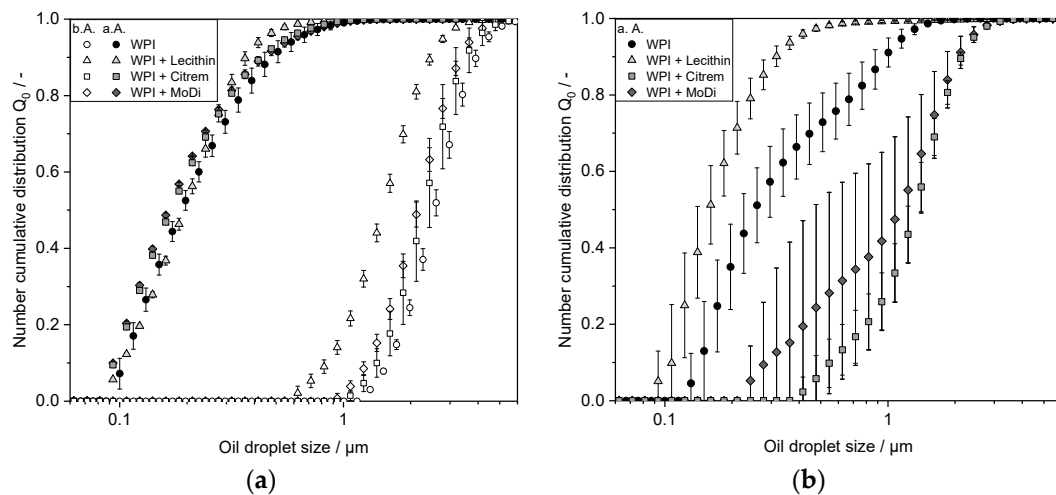 b.A. a.A.
WPI
WPI + Lecithin
WPI + Citrem
WPI + MoDi
1.0
0.8
0.6
0.4
0.2
0.0
0.1
1
Number cumulative distribution Q0 / -
Oil droplet size / µm
(a)
a. A.
WPI
WPI + Lecithin
WPI + Citrem
WPI + MoDi
1.0
0.8
0.6
0.4
0.2
0.0
0.1
1
Number cumulative distribution Q0 / -
Oil droplet size / µm
(b)